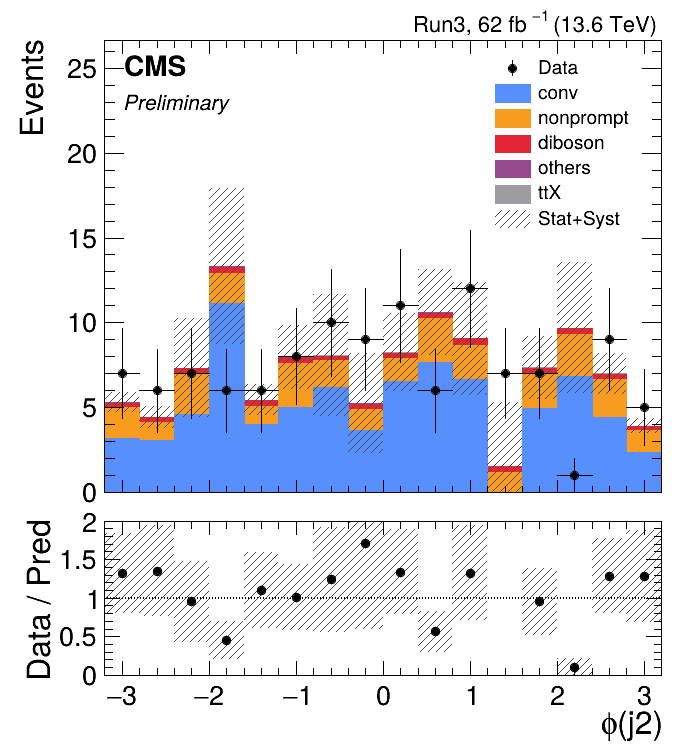 Run3, 62 fb⁻¹ (13.6 TeV)
CMS
Preliminary
Events
25
20
15
10
5
0
Data
conv
nonprompt
diboson
others
ttX
Stat+Syst
Data / Pred
2
1.5
1
0.5
0
−3 −2 −1 0 1 2 3
ϕ(j2)